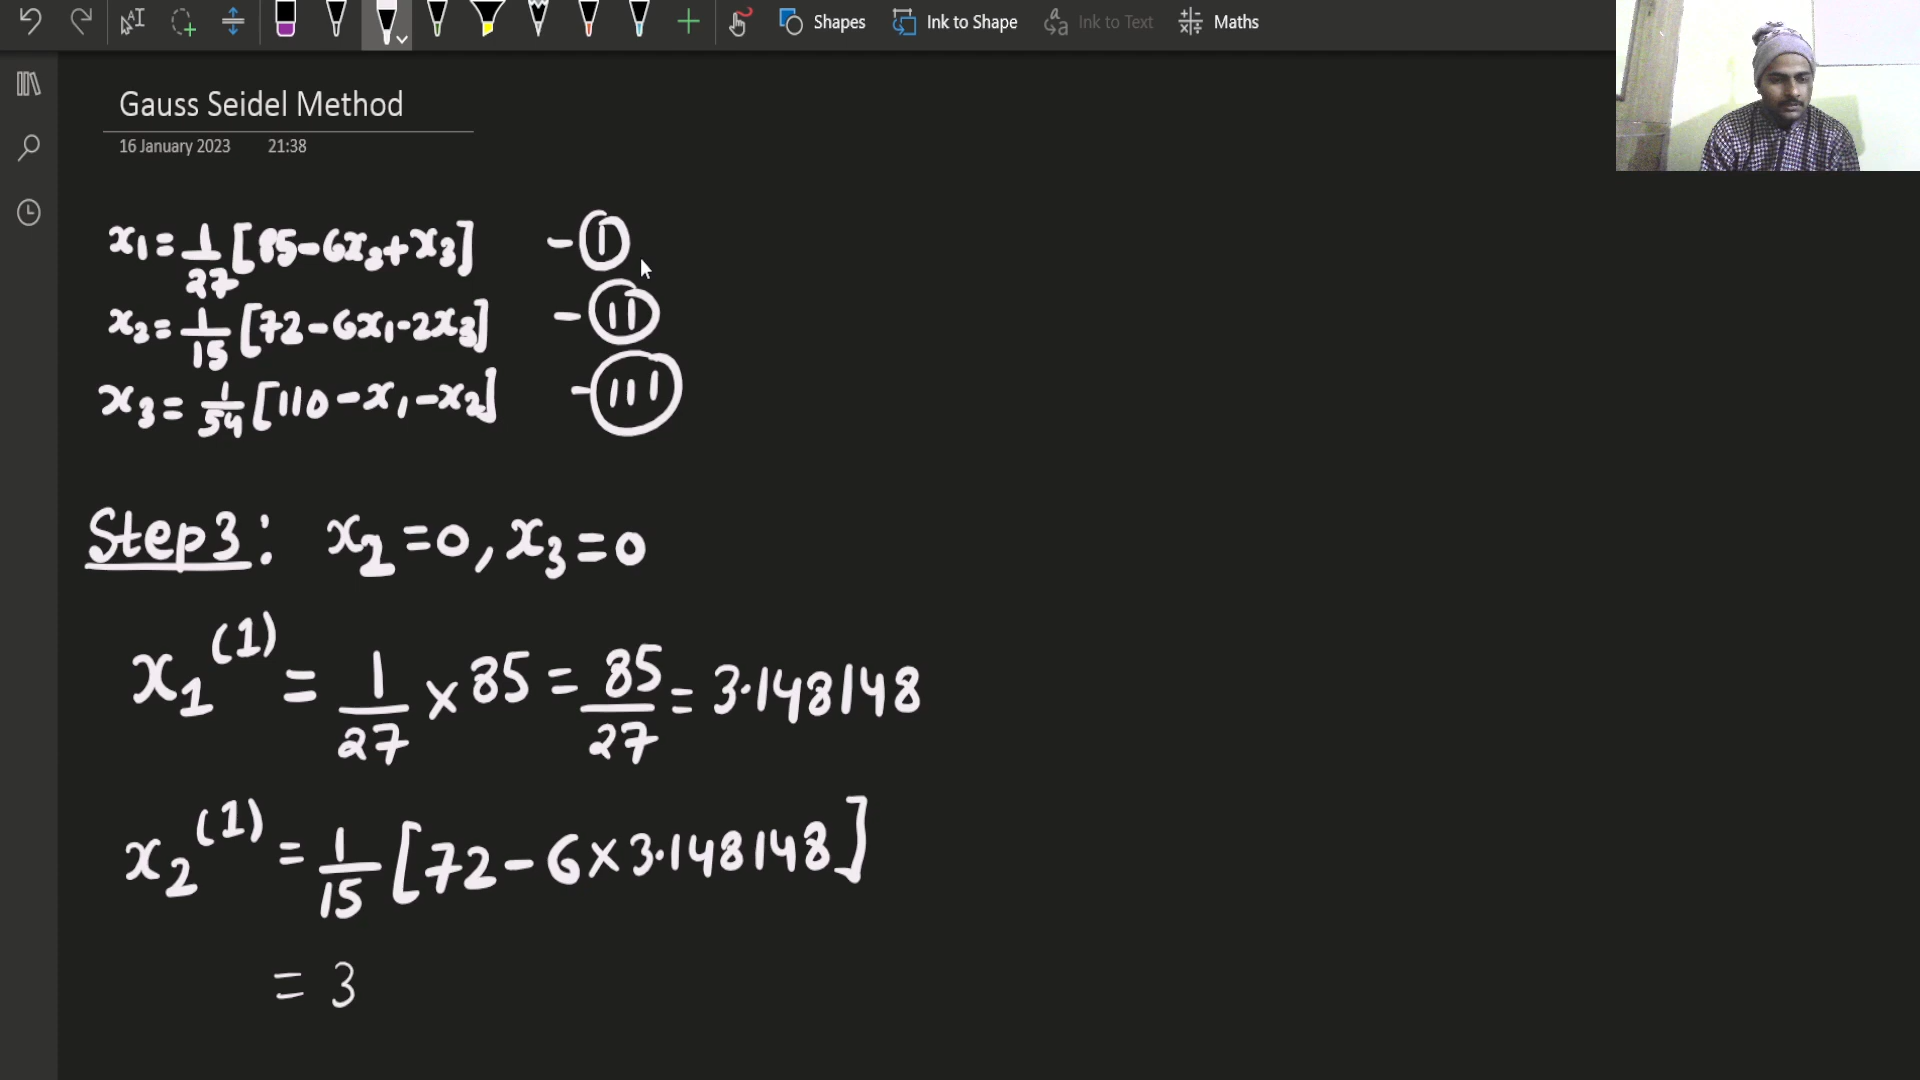 Shapes Ink to Shape Ink to Text Maths
Gauss Seidel Method
16 January 2023 21:38
x₁ = 1/27 [85 - 6x₂ + x₃] - (I)
x₂ = 1/15 [72 - 6x₁ - 2x₃] - (II)
x₃ = 1/54 [110 - x₁ - x₂] - (III)
Step 3 : x₂ = 0, x₃ = 0
x₁⁽¹⁾ = 1/27 × 85 = 85/27 = 3.148148
x₂⁽¹⁾ = 1/15 [72 - 6 × 3.148148]
= 3